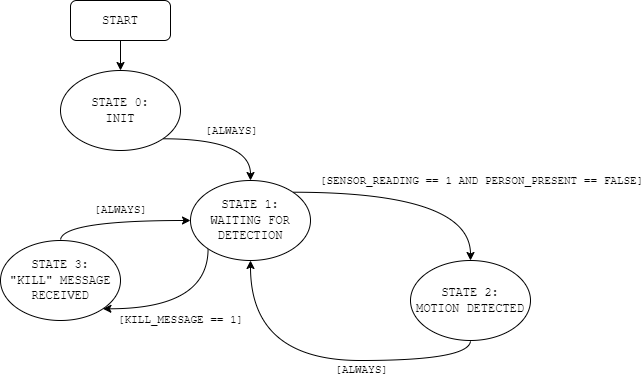 START
STATE 0:
INIT
[ALWAYS]
[SENSOR_READING == 1 AND PERSON_PRESENT == FALSE]
STATE 1:
WAITING FOR
DETECTION
[ALWAYS]
STATE 3:
"KILL" MESSAGE
RECEIVED
STATE 2:
MOTION DETECTED
[KILL_MESSAGE == 1]
[ALWAYS]